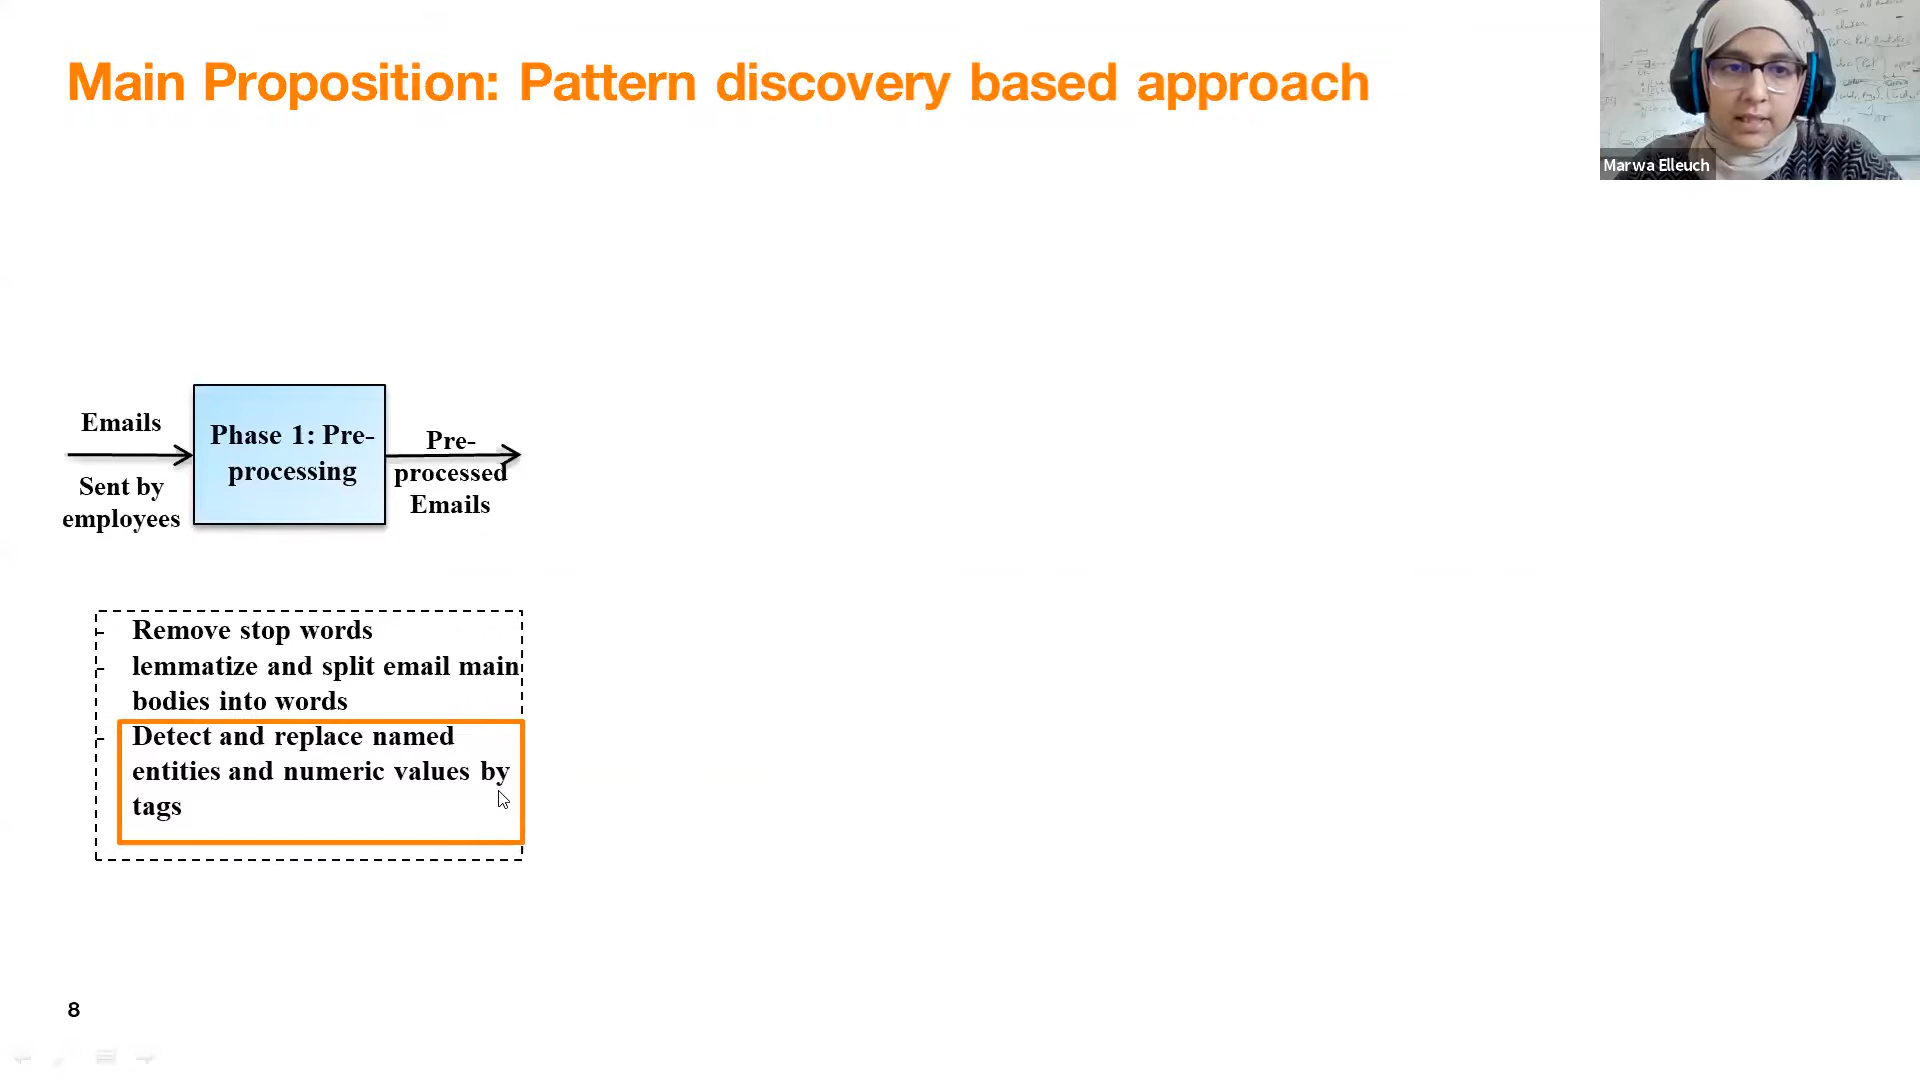 Main Proposition: Pattern discovery based approach
Marwa Elleuch
Emails
Sent by
employees
Phase 1: Pre-
processing
Pre-
processed
Emails
- Remove stop words
- lemmatize and split email main
bodies into words
- Detect and replace named
entities and numeric values by
tags
8